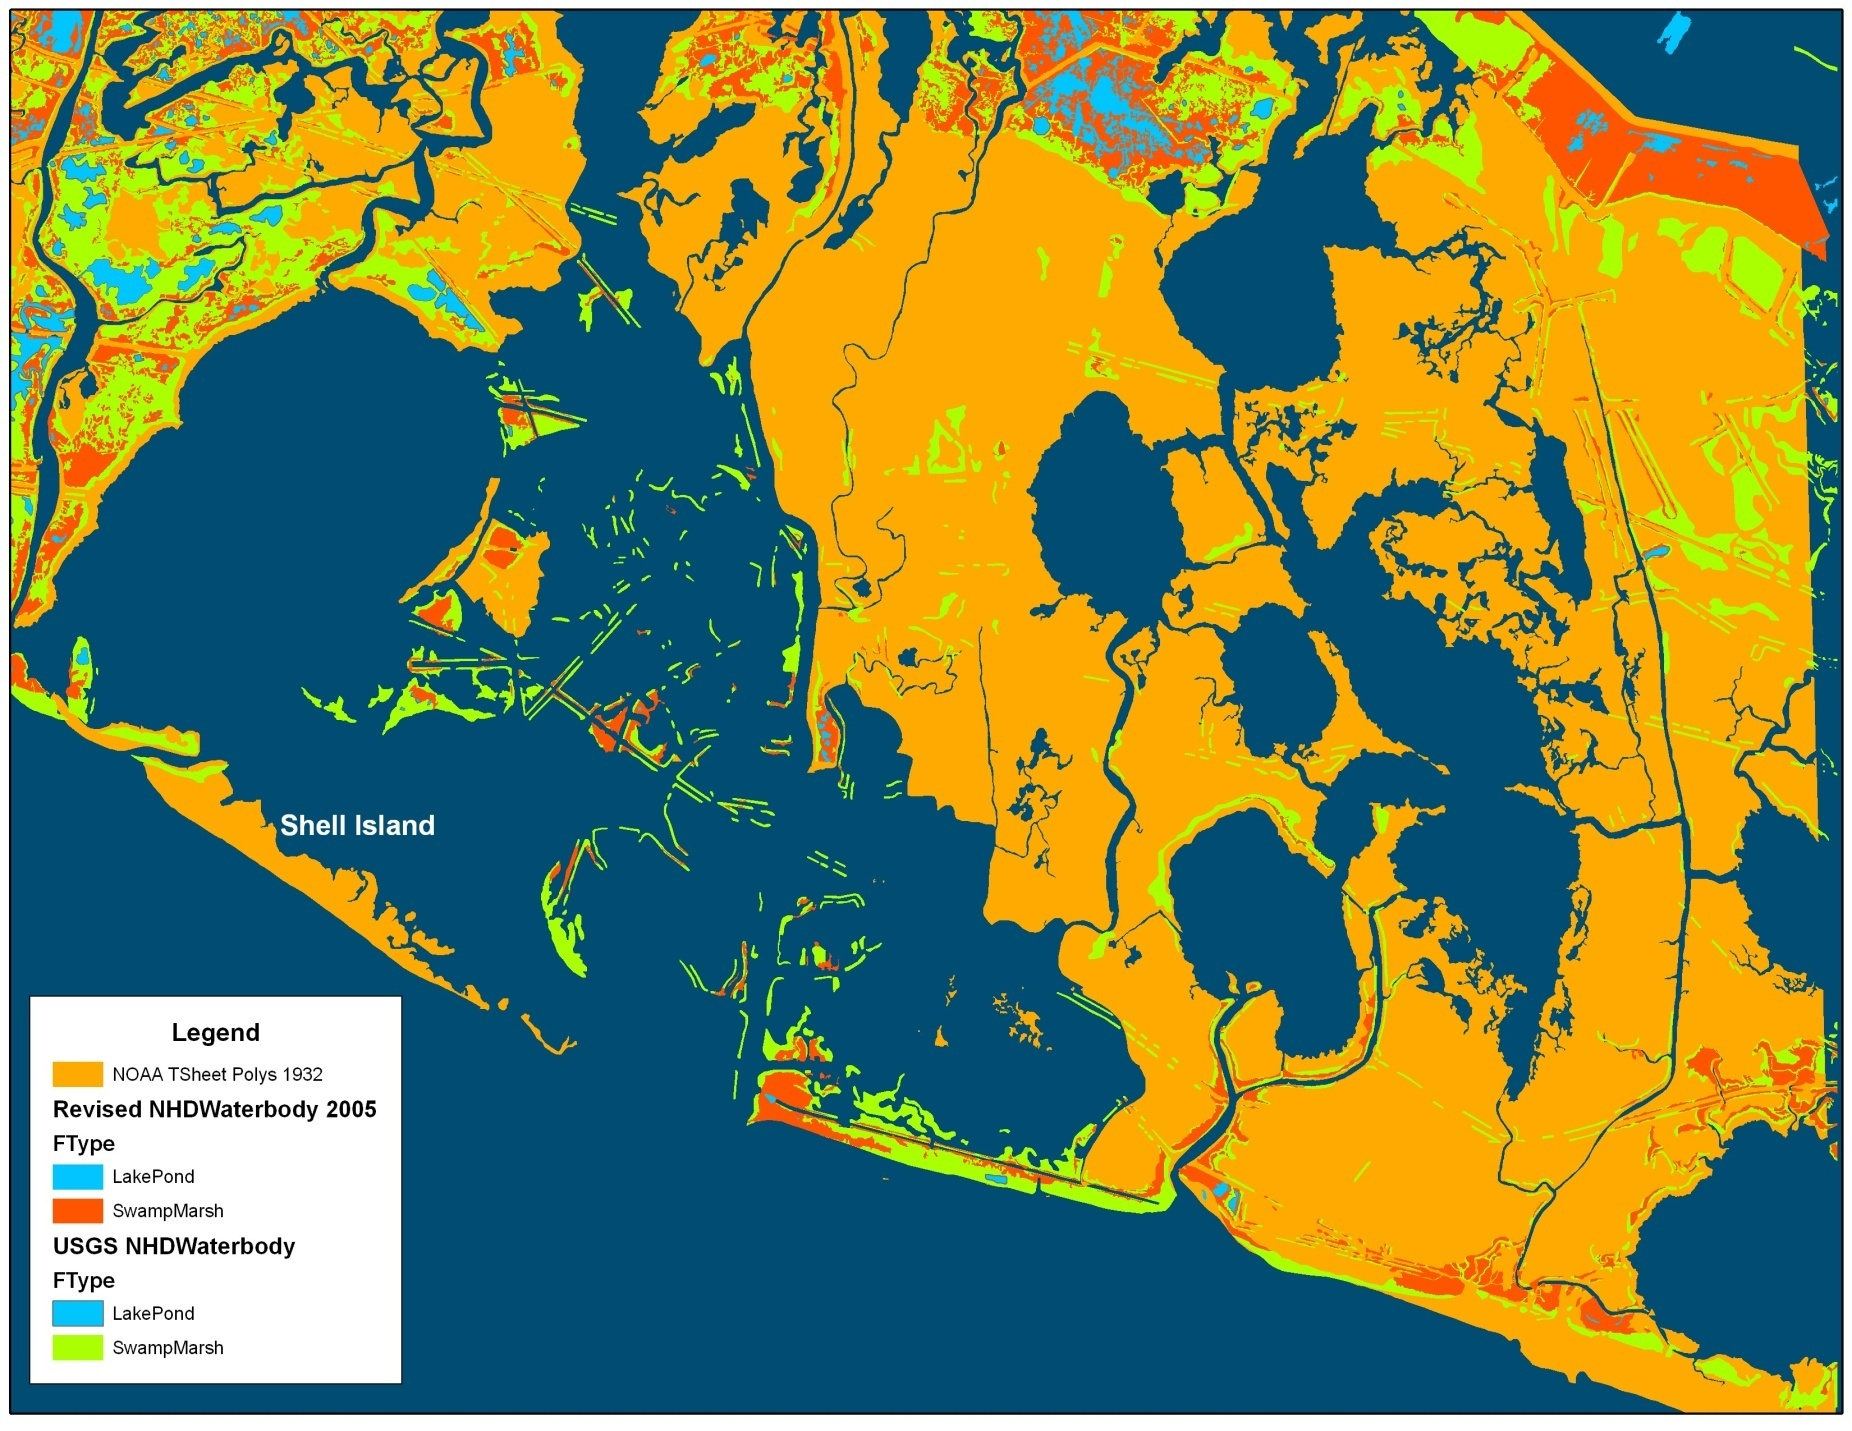 Shell Island
Legend
NOAA TSheet Polys 1932
Revised NHDWaterbody 2005
FType
LakePond
SwampMarsh
USGS NHDWaterbody
FType
LakePond
SwampMarsh